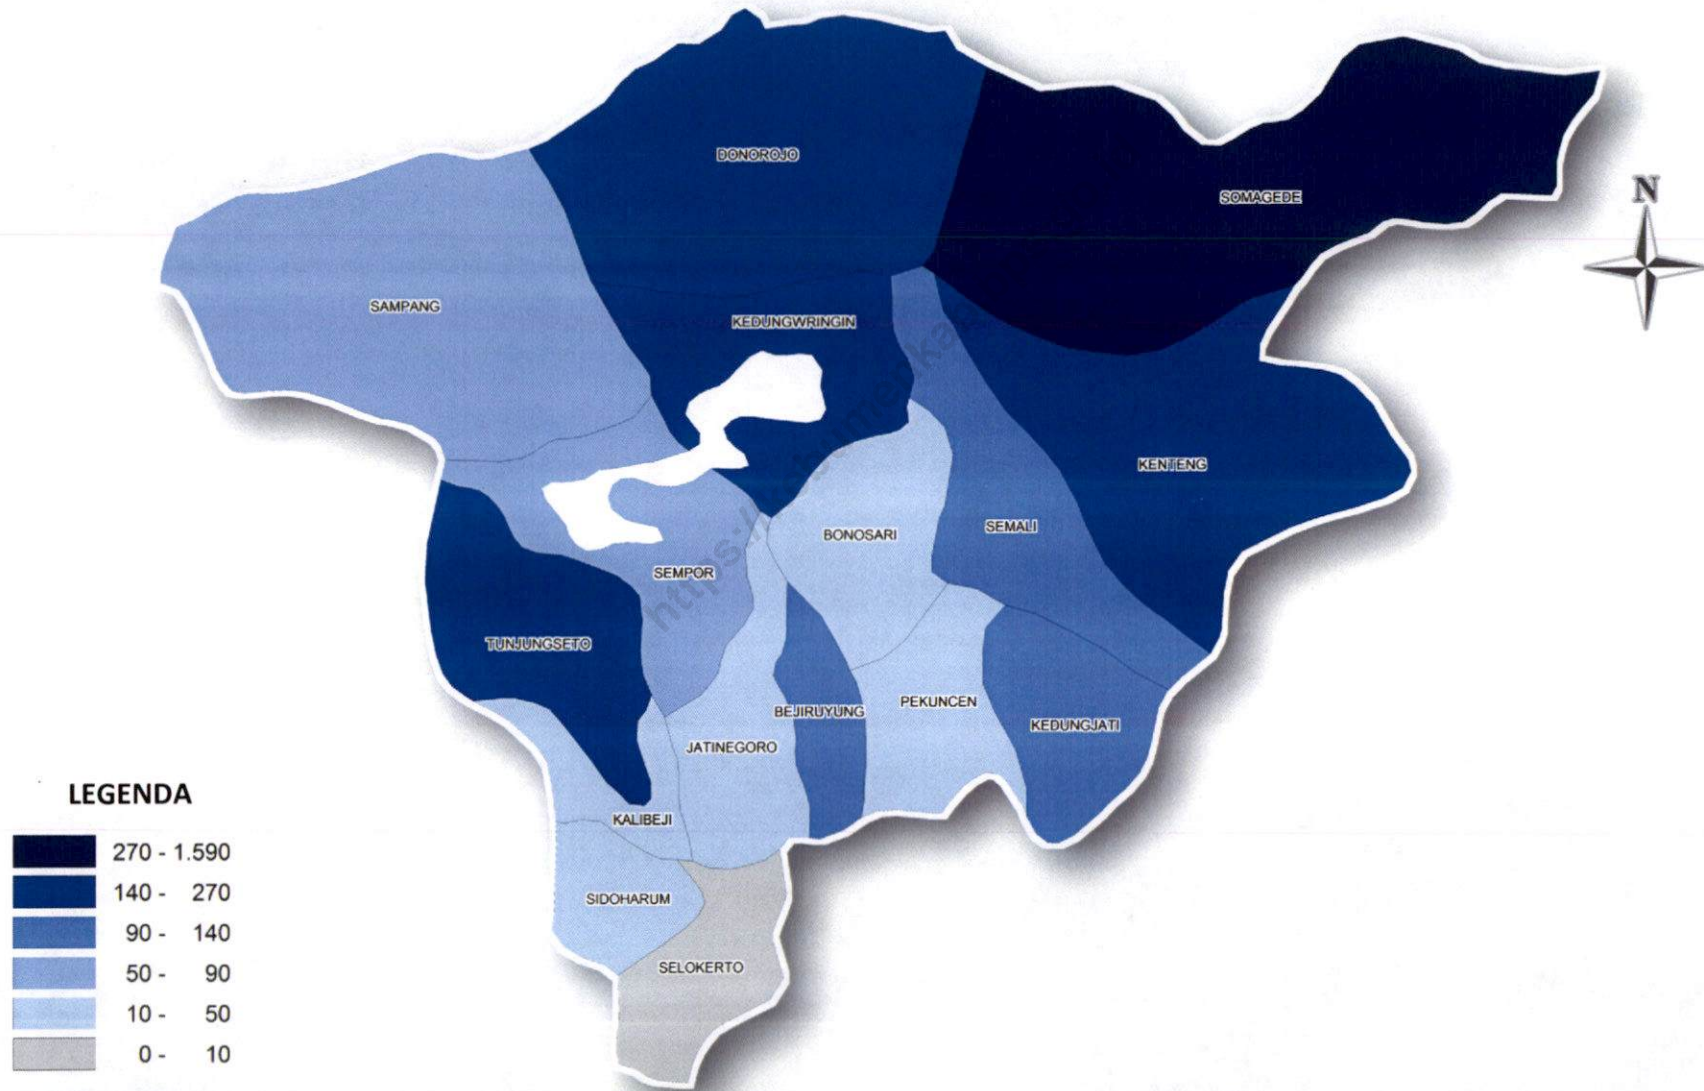 DONOROJO
SOMAGEDE
N
SAMPANG
KEDUNGWRINGIN
KENTENG
SEMALI
BONOSARI
SEMPOR
TUNJUNGSETO
PEKUNCEN
BEJIRUYUNG
KEDUNGJATI
JATINEGORO
KALIBEJI
SIDOHARUM
SELOKERTO
LEGENDA
270 - 1.590
140 - 270
90 - 140
50 - 90
10 - 50
0 - 10
https://